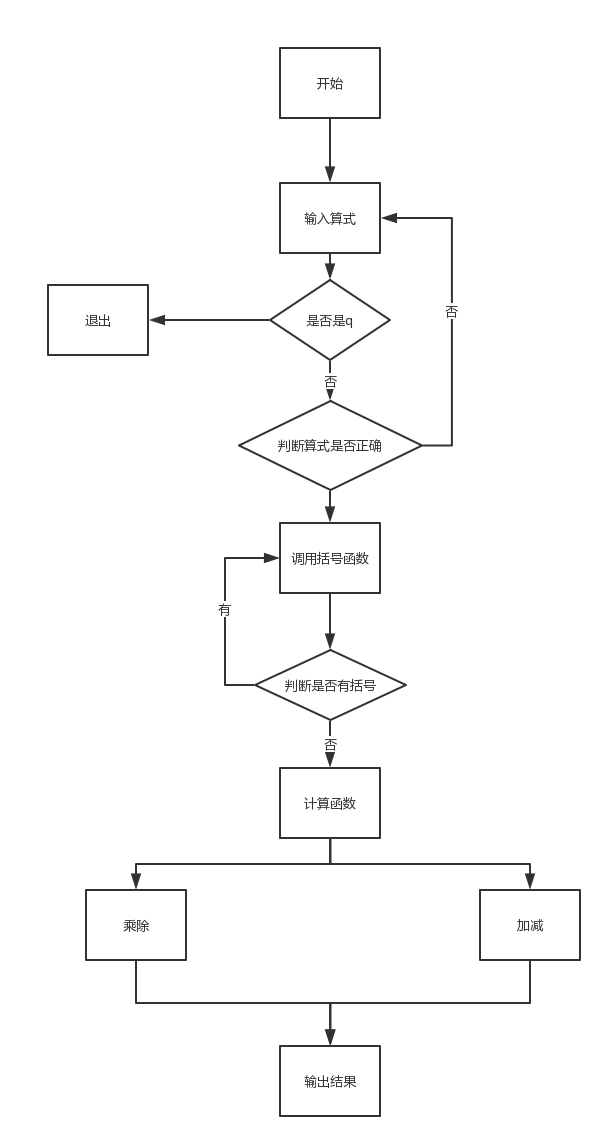 开始
输入算式
退出
是否是q
否
否
判断算式是否正确
调用括号函数
有
判断是否有括号
否
计算函数
乘除
加减
输出结果